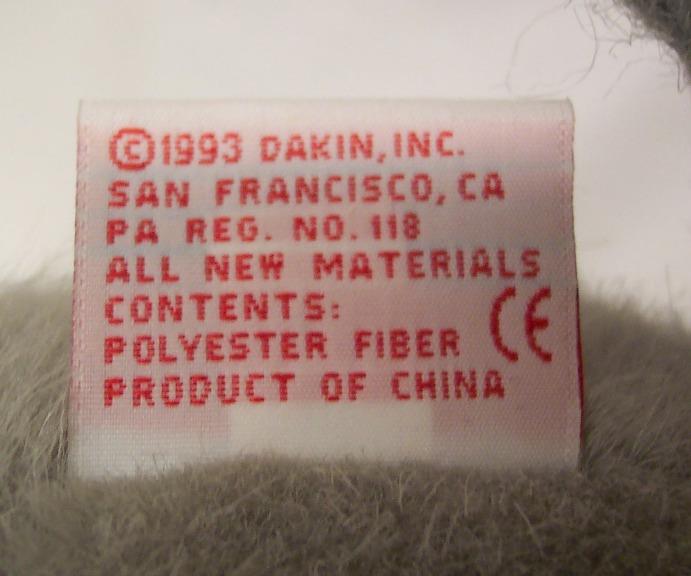 ©1993 DAKIN, INC.
SAN FRANCISCO, CA
PA REG. NO. 118
ALL NEW MATERIALS
CONTENTS:
POLYESTER FIBER CE
PRODUCT OF CHINA